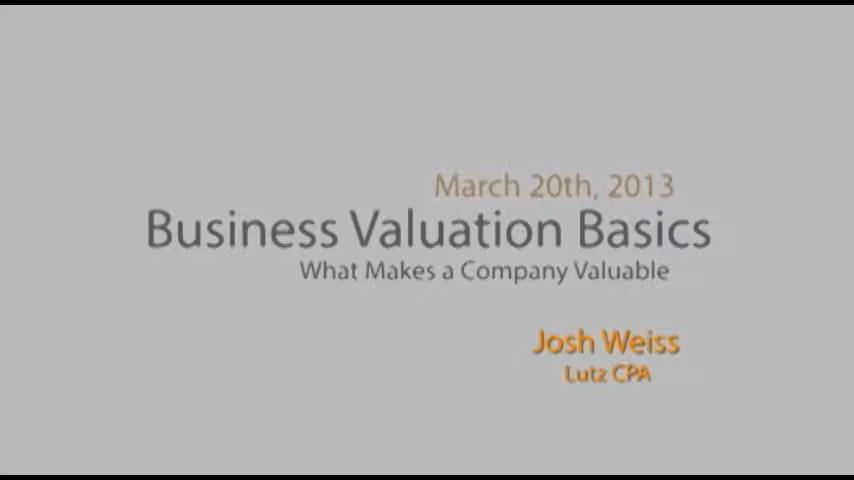 March 20th, 2013
Business Valuation Basics
What Makes a Company Valuable
Josh Weiss
Lutz CPA